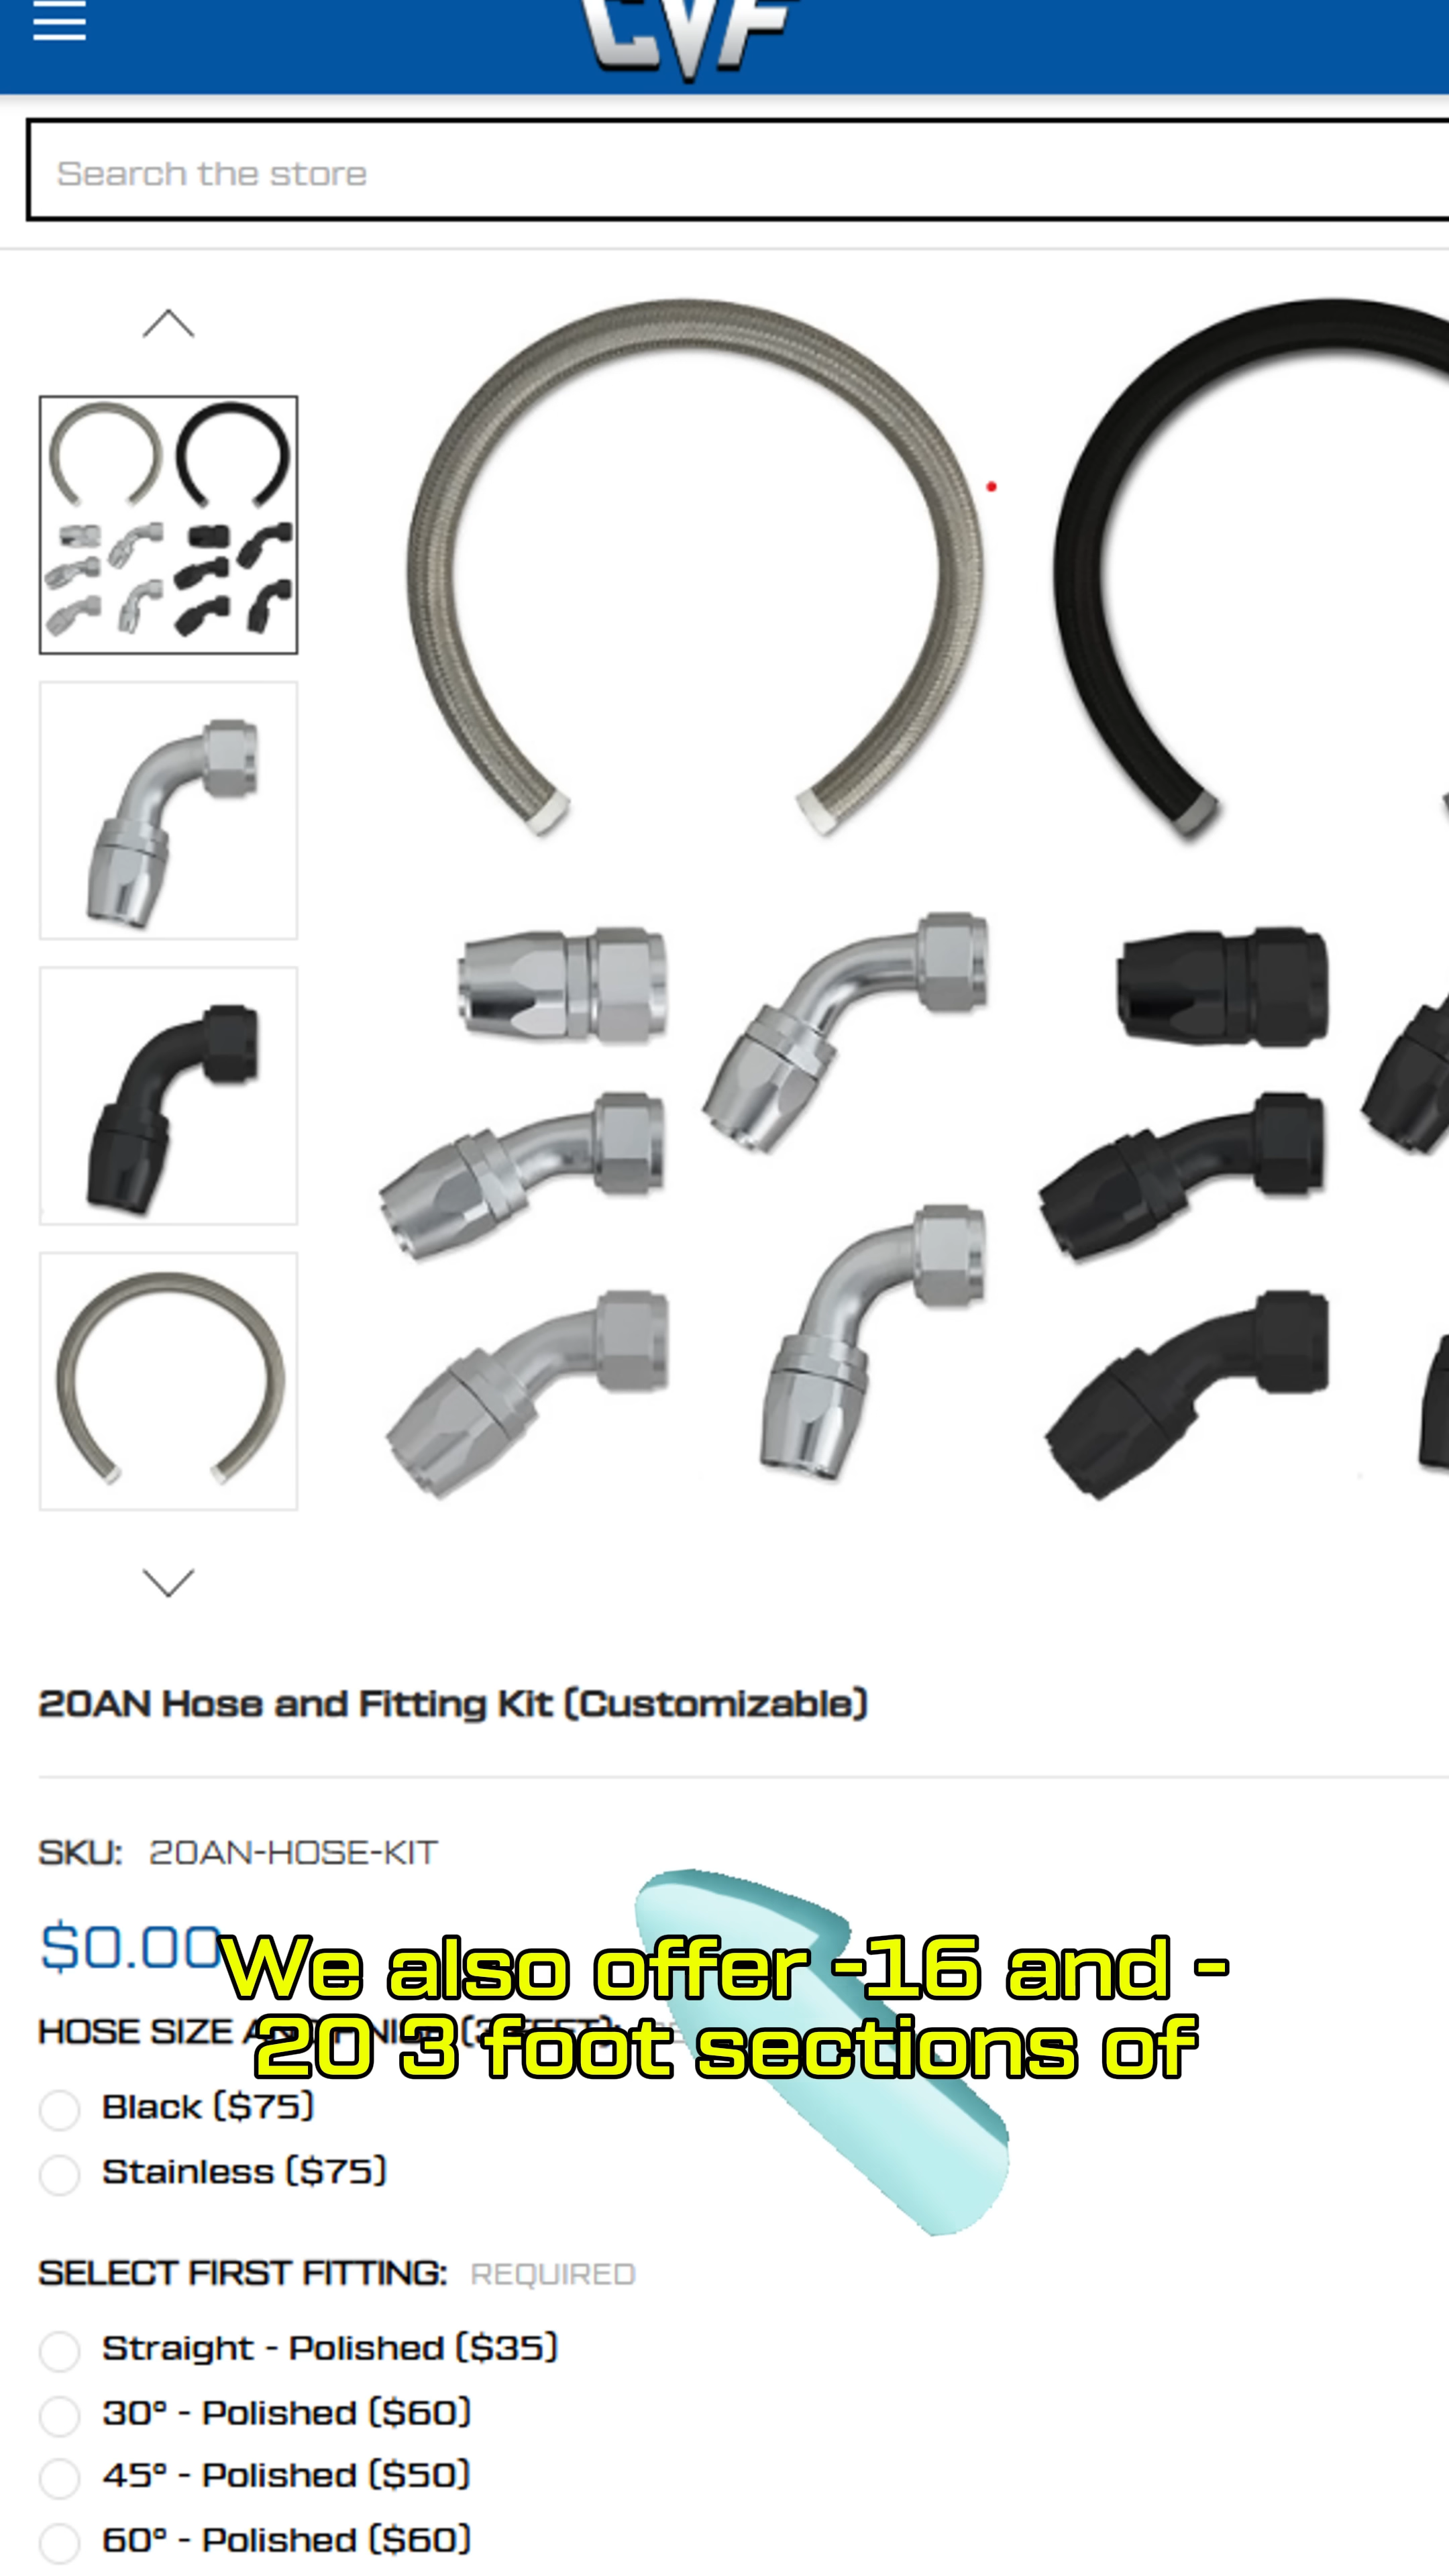 CVF
Search the store
20AN Hose and Fitting Kit (Customizable)
SKU: 20AN-HOSE-KIT
$0.00
We also offer -16 and -
20 3 foot sections of
HOSE SIZE
Black ($75)
Stainless ($75)
SELECT FIRST FITTING: REQUIRED
Straight - Polished ($35)
30° - Polished ($60)
45° - Polished ($50)
60° - Polished ($60)